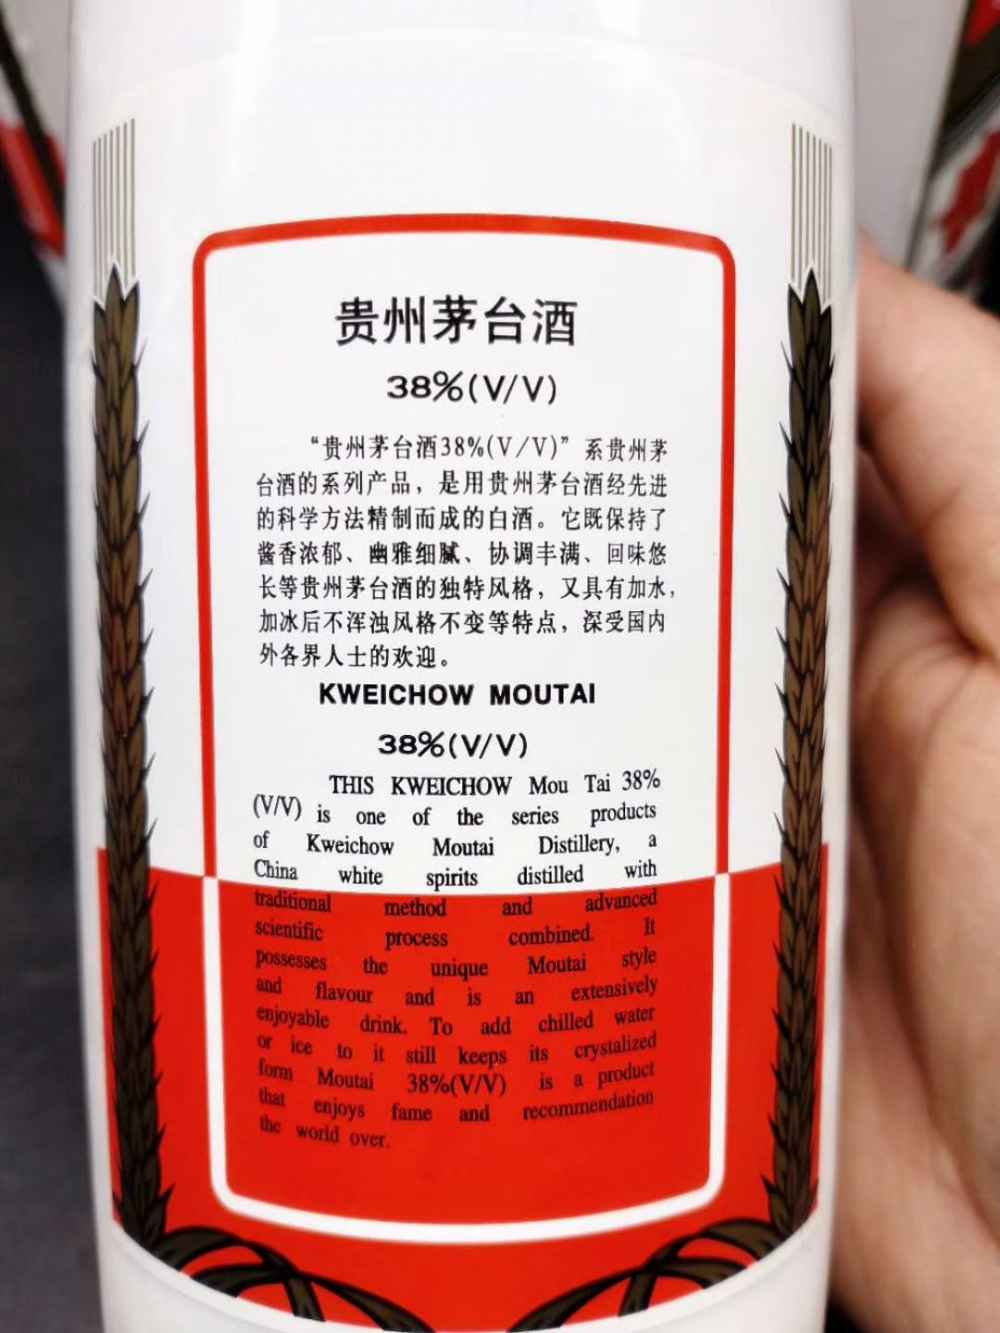 贵州茅台酒
38%(V/V)
“贵州茅台酒38%(V/V)”系贵州茅
台酒的系列产品，是用贵州茅台酒经先进
的科学方法精制而成的白酒。它既保持了
酱香浓郁、幽雅细腻、协调丰满、回味悠
长等贵州茅台酒的独特风格，又具有加水，
加冰后不浑浊风格不变等特点，深受国内
外各界人士的欢迎。
KWEICHOW MOUTAI
38%(V/V)
THIS KWEICHOW Mou Tai 38%
(V/V) is one of the series products
of Kweichow Moutai Distillery, a
China white spirits distilled with
traditional method and advanced
scientific process combined. It
possesses the unique Moutai style
and flavour and is an extensively
enjoyable drink. To add chilled water
or ice to it still keeps its crystalized
form Moutai 38%(V/V) is a product
that enjoys fame and recommendation
the world over.